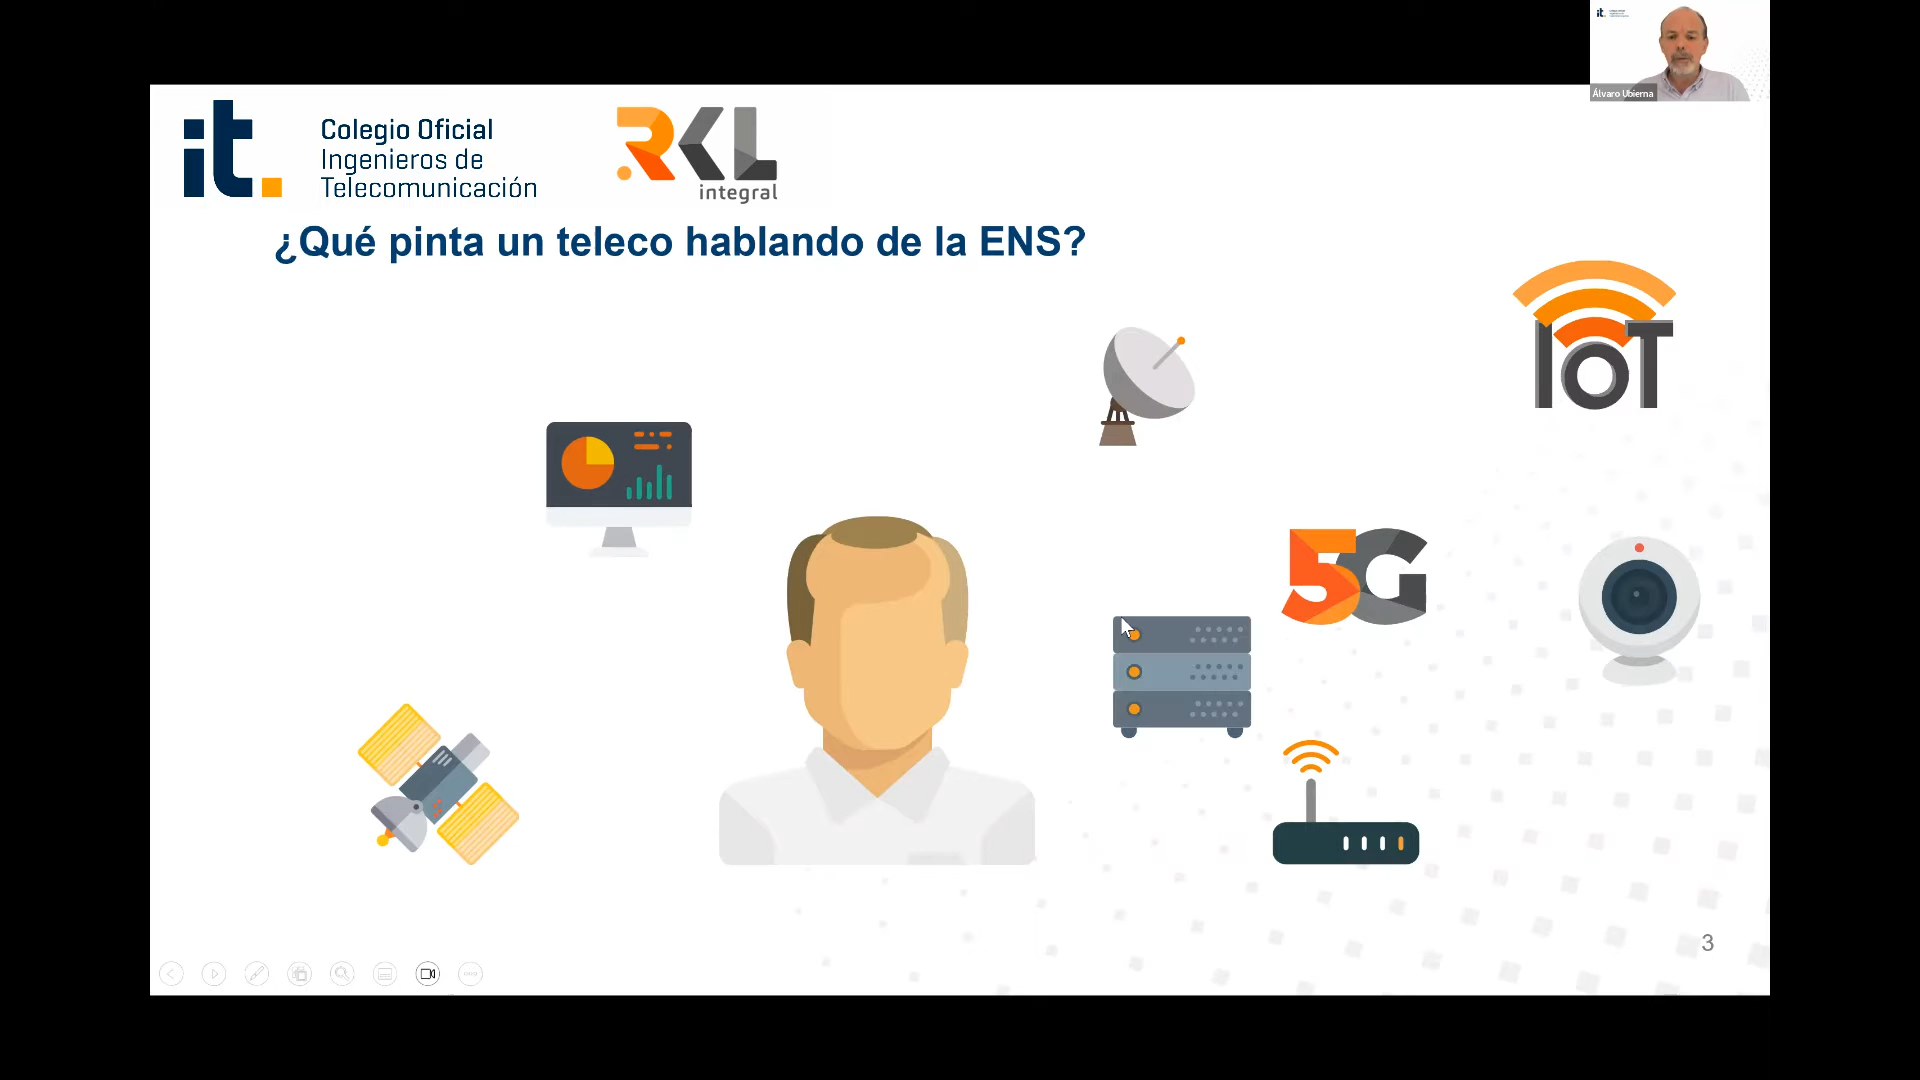 it.
Álvaro Ubierna
it.
Colegio Oficial
Ingenieros de
Telecomunicación
RKL
integral
¿Qué pinta un teleco hablando de la ENS?
IoT
5G
3